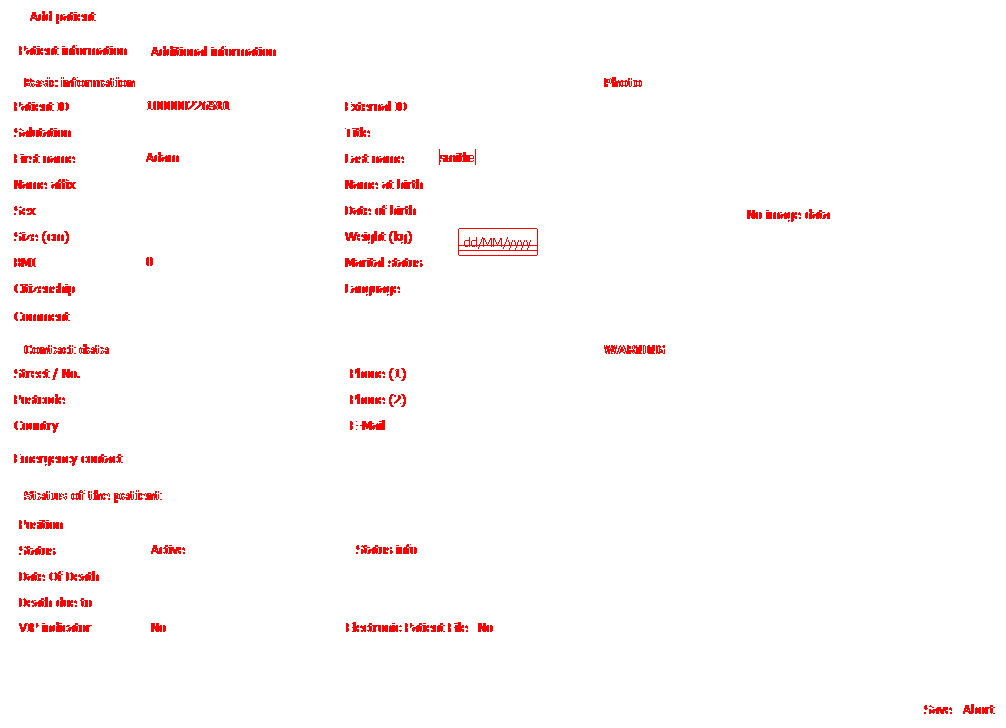 Add patient
Patient information Additional information
Basic information Photo
Patient ID External ID
Salutation Title
First name Adam Last name smithe
Name affix Name at birth
Sex Date of birth No image data
Size (cm) Weight (kg) dd/MM/yyyy
BMI 0 Marital status
Citizenship Language
Comment
Contact data WARNING
Street / No. Phone (1)
Postcode Phone (2)
Country E-Mail
Emergency contact
Status of the patient
Position
Status Active Status info
Date Of Death
Death due to
VIP indicator No Electronic Patient File No
Save Abort